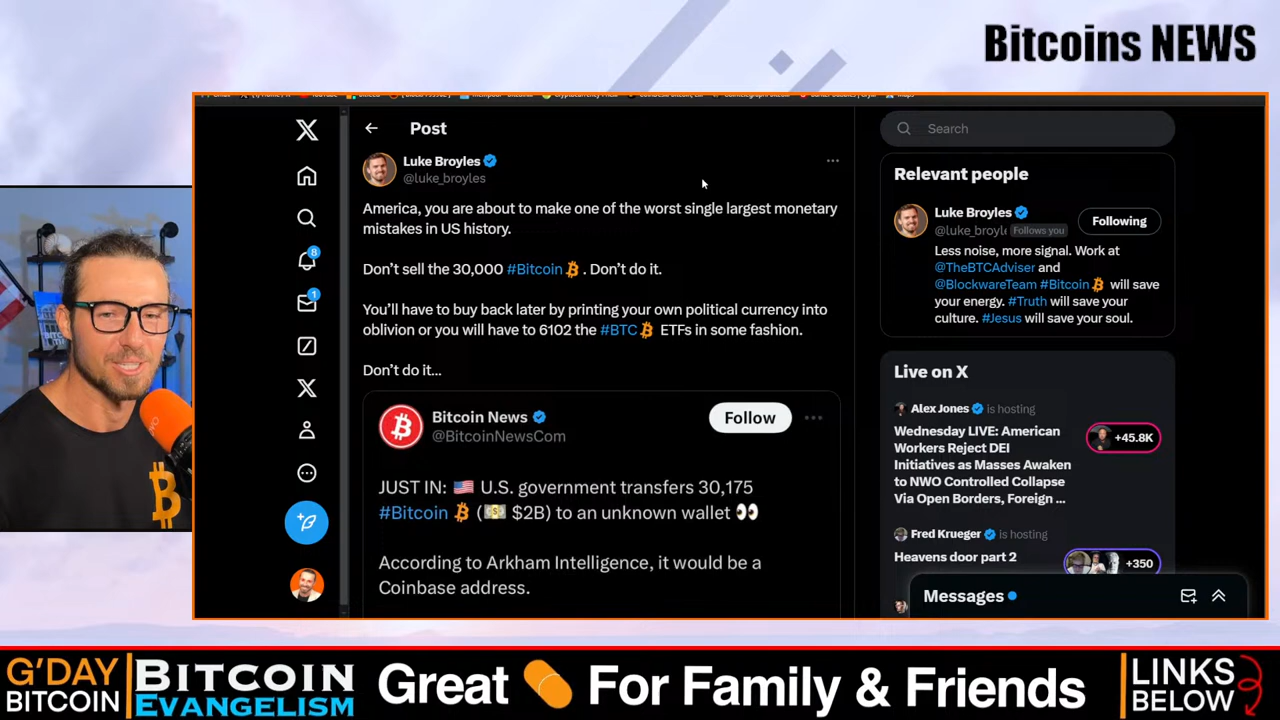 Bitcoins NEWS
Post
Search
Luke Broyles
@luke_broyles
America, you are about to make one of the worst single largest monetary
mistakes in US history.
Don't sell the 30,000 #Bitcoin. Don't do it.
You'll have to buy back later by printing your own political currency into
oblivion or you will have to 6102 the #BTC ETFs in some fashion.
Don't do it...
Bitcoin News
@BitcoinNewsCom
Follow
JUST IN: 🇺🇸 U.S. government transfers 30,175
#Bitcoin (💵 $2B) to an unknown wallet 👀
According to Arkham Intelligence, it would be a
Coinbase address.
8
1
Relevant people
Luke Broyles
@luke_broyle Follows you
Following
Less noise, more signal. Work at
@TheBTCAdviser and
@BlockwareTeam #Bitcoin will save
your energy. #Truth will save your
culture. #Jesus will save your soul.
Live on X
Alex Jones is hosting
Wednesday LIVE: American
Workers Reject DEI
Initiatives as Masses Awaken
to NWO Controlled Collapse
Via Open Borders, Foreign ...
+45.8K
Fred Krueger is hosting
Heavens door part 2
+350
Messages
G'DAY
BITCOIN
BITCOIN
EVANGELISM
Great For Family & Friends
LINKS
BELOW